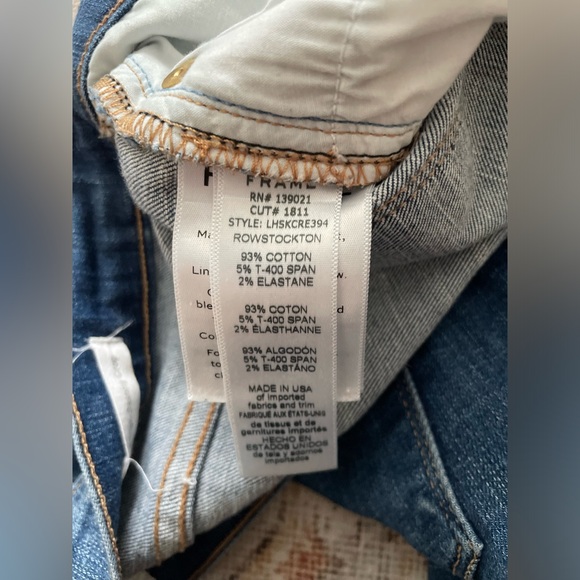 FRAME
RN# 139021
CUT# 1811
STYLE: LHSKCRE394
ROWSTOCKTON
93% COTTON
5% T-400 SPAN
2% ELASTANE
93% COTON
5% T-400 SPAN
2% ÉLASTHANNE
93% ALGODÓN
5% T-400 SPAN
2% ELASTANO
MADE IN USA
of imported
fabrics and trim
FABRIQUÉ AUX ÉTATS-UNIS
de tissus et de
garnitures importés
HECHO EN
ESTADOS UNIDOS
de tela y adornos
importados